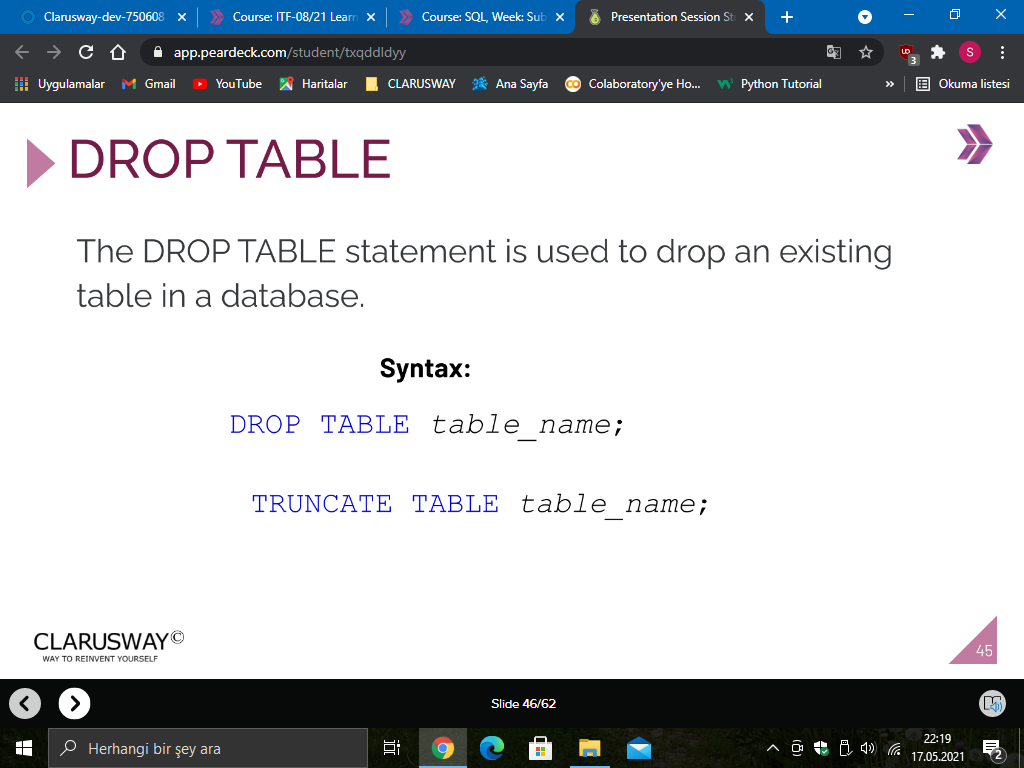 Clarusway-dev-750608
Course: ITF-08/21 Learn
Course: SQL, Week: Sub
Presentation Session St
app.peardeck.com/student/txqddldyy
3
S
Uygulamalar
Gmail
YouTube
Haritalar
CLARUSWAY
Ana Sayfa
Colaboratory'ye Ho...
Python Tutorial
»
Okuma listesi
DROP TABLE
The DROP TABLE statement is used to drop an existing
table in a database.
Syntax:
DROP TABLE table_name;
TRUNCATE TABLE table_name;
CLARUSWAY©
WAY TO REINVENT YOURSELF
45
Slide 46/62
Herhangi bir şey ara
22:19
17.05.2021
2